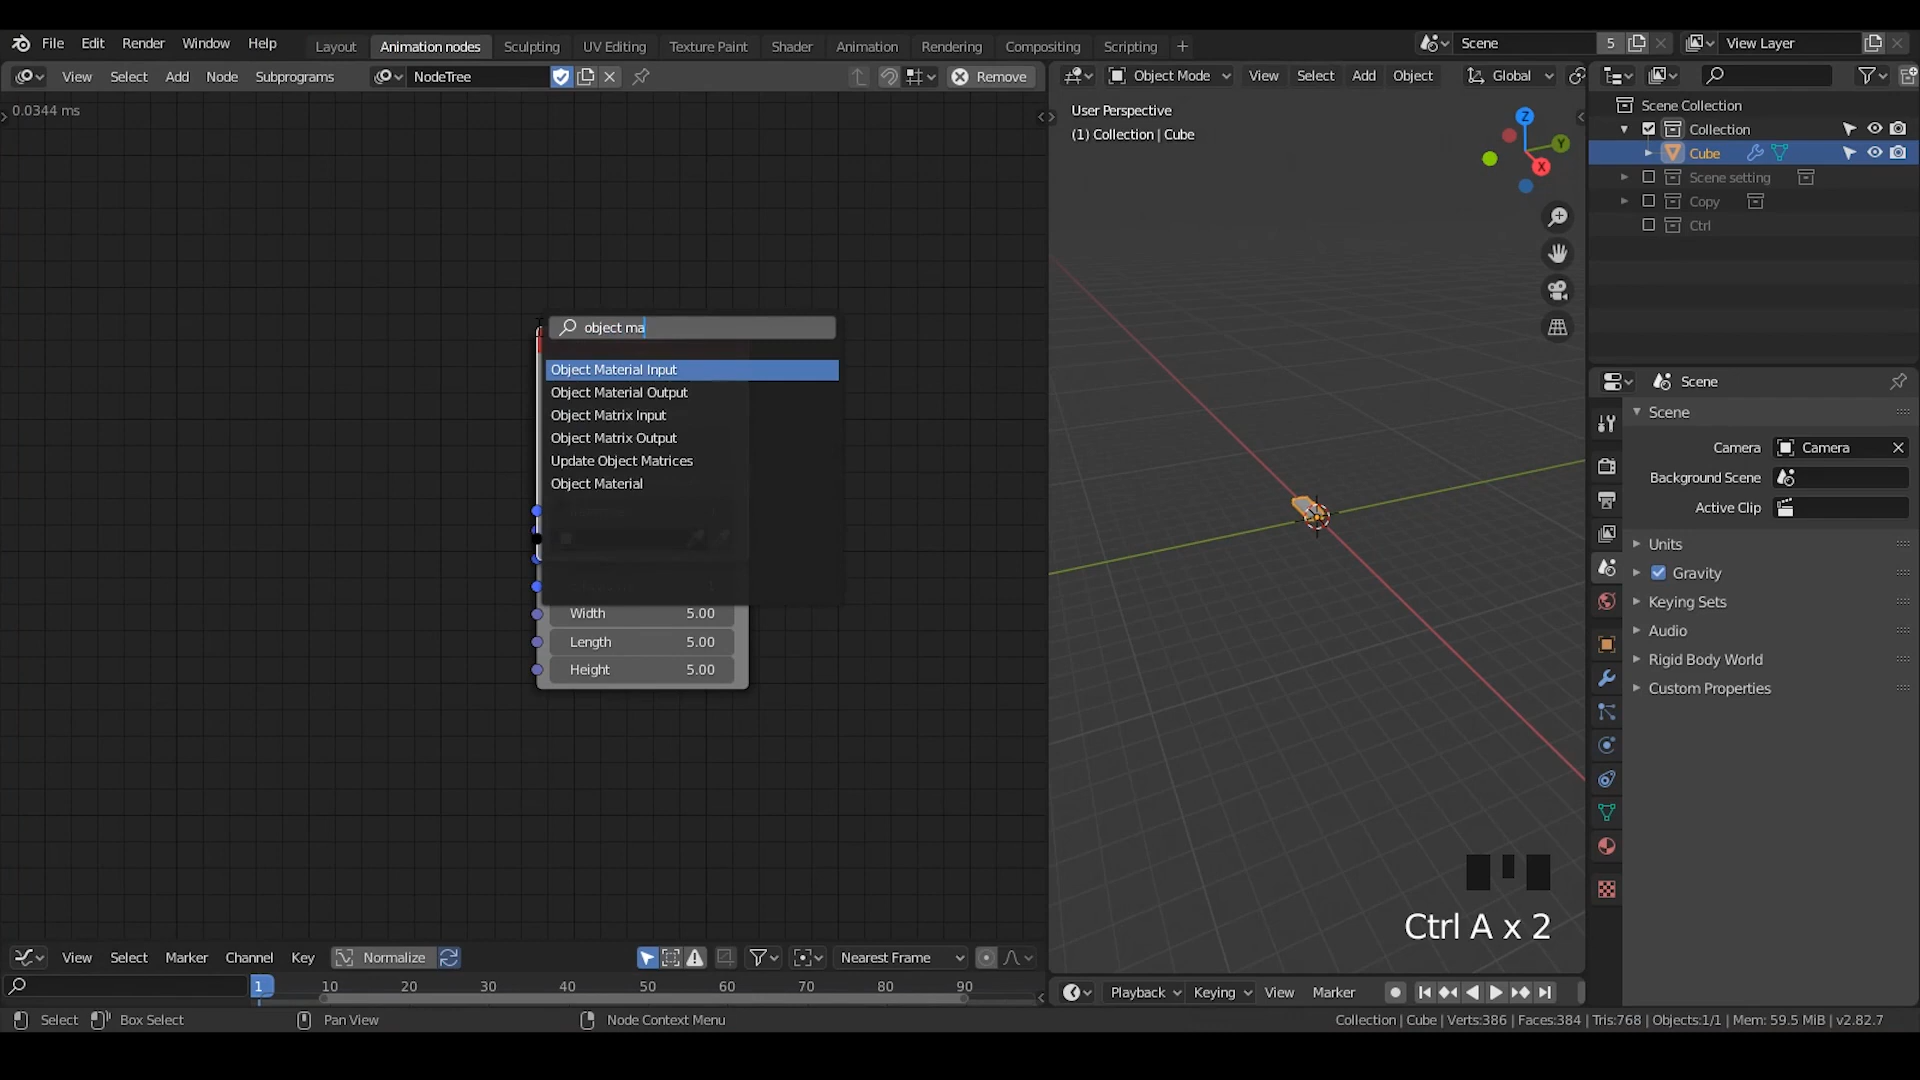 File Edit Render Window Help Layout Animation nodes Sculpting UV Editing Texture Paint Shader Animation Rendering Compositing Scripting + Scene 5 View Layer
View Select Add Node Subprograms NodeTree Remove Object Mode View Select Add Object Global
0.0344 ms
User Perspective
(1) Collection | Cube
Z
Y
X
Scene Collection
Collection
Cube
Scene setting
Copy
Ctrl
object ma
Object Material Input
Object Material Output
Object Matrix Input
Object Matrix Output
Update Object Matrices
Object Material
Width 5.00
Length 5.00
Height 5.00
Scene
Scene
Camera Camera
Background Scene
Active Clip
Units
Gravity
Keying Sets
Audio
Rigid Body World
Custom Properties
Ctrl A x 2
View Select Marker Channel Key Normalize Nearest Frame
1 10 20 30 40 50 60 70 80 90
Playback Keying View Marker
Select Box Select Pan View Node Context Menu
Collection | Cube | Verts:386 | Faces:384 | Tris:768 | Objects:1/1 | Mem: 59.5 MiB | v2.82.7